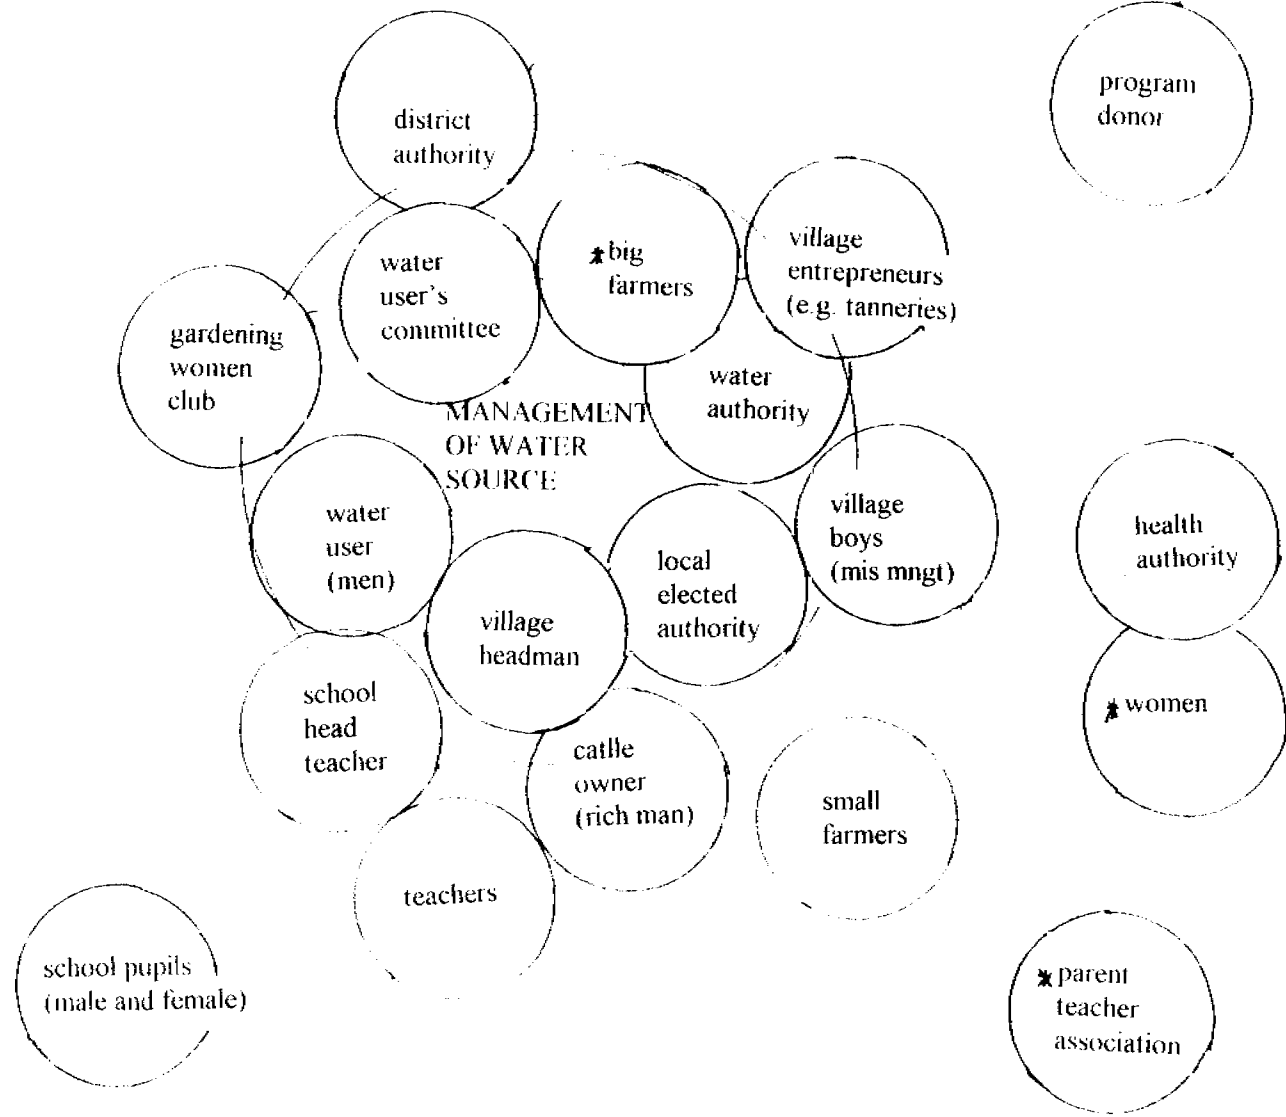 district
authority
program
donor
water
user's
committee
big
farmers
village
entrepreneurs
(e.g. tanneries)
gardening
women
club
water
authority
MANAGEMENT
OF WATER
SOURCE
water
user
(men)
village
headman
local
elected
authority
village
boys
(mis mngt)
health
authority
women
school
head
teacher
catlle
owner
(rich man)
small
farmers
teachers
school pupils
(male and female)
parent
teacher
association